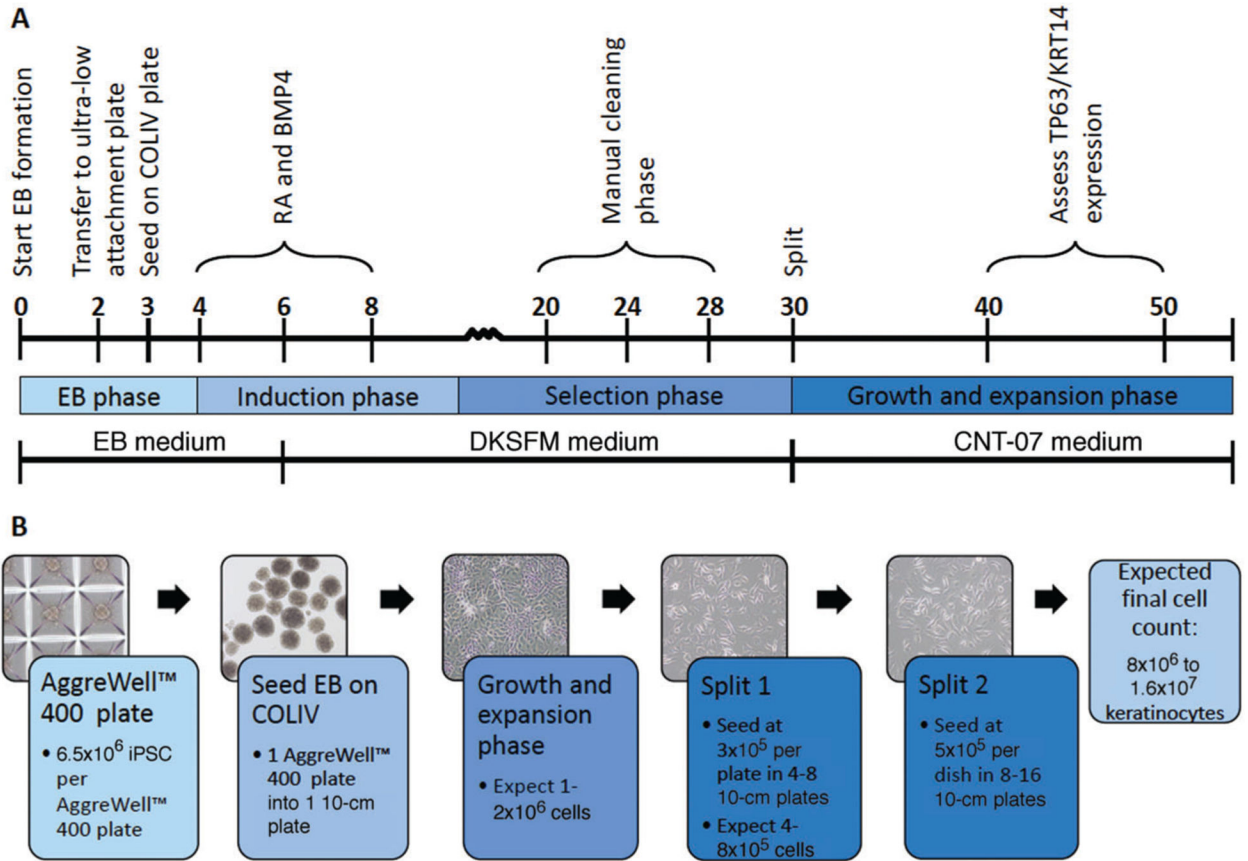 A
Start EB formation
Transfer to ultra-low
attachment plate
Seed on COLIV plate
RA and BMP4
Manual cleaning
phase
Split
Assess TP63/KRT14
expression
0 2 3 4 6 8 20 24 28 30 40 50
EB phase Induction phase Selection phase Growth and expansion phase
EB medium DKSFM medium CNT-07 medium
B
AggreWell™
400 plate
• 6.5x10⁶ iPSC
per
AggreWell™
400 plate
Seed EB on
COLIV
• 1 AggreWell™
400 plate
into 1 10-cm
plate
Growth and
expansion
phase
• Expect 1-
2x10⁶ cells
Split 1
• Seed at
3x10⁵ per
plate in 4-8
10-cm plates
• Expect 4-
8x10⁵ cells
Split 2
• Seed at
5x10⁵ per
dish in 8-16
10-cm plates
Expected
final cell
count:
8x10⁶ to
1.6x10⁷
keratinocytes